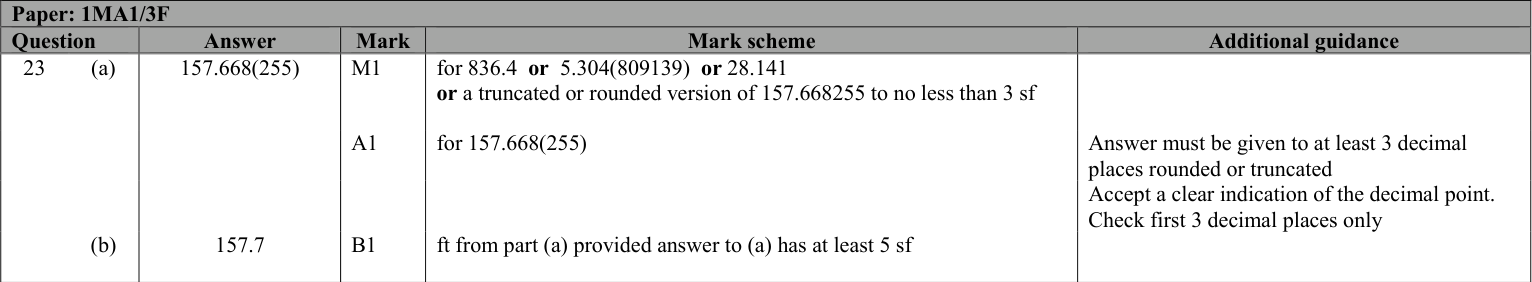 Paper: 1MA1/3F
Question Answer Mark Mark scheme Additional guidance
23 (a) 157.668(255) M1 for 836.4 or 5.304(809139) or 28.141
or a truncated or rounded version of 157.668255 to no less than 3 sf
A1 for 157.668(255) Answer must be given to at least 3 decimal
places rounded or truncated
Accept a clear indication of the decimal point.
Check first 3 decimal places only
(b) 157.7 B1 ft from part (a) provided answer to (a) has at least 5 sf